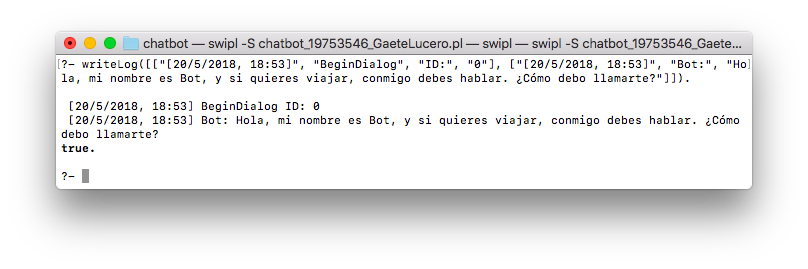 chatbot — swipl -S chatbot_19753546_GaeteLucero.pl — swipl — swipl -S chatbot_19753546_Gaete...
?- writeLog([["[20/5/2018, 18:53]", "BeginDialog", "ID:", "0"], ["[20/5/2018, 18:53]", "Bot:", "Ho
la, mi nombre es Bot, y si quieres viajar, conmigo debes hablar. ¿Cómo debo llamarte?"]]).
[20/5/2018, 18:53] BeginDialog ID: 0
[20/5/2018, 18:53] Bot: Hola, mi nombre es Bot, y si quieres viajar, conmigo debes hablar. ¿Cómo
debo llamarte?
true.
?-